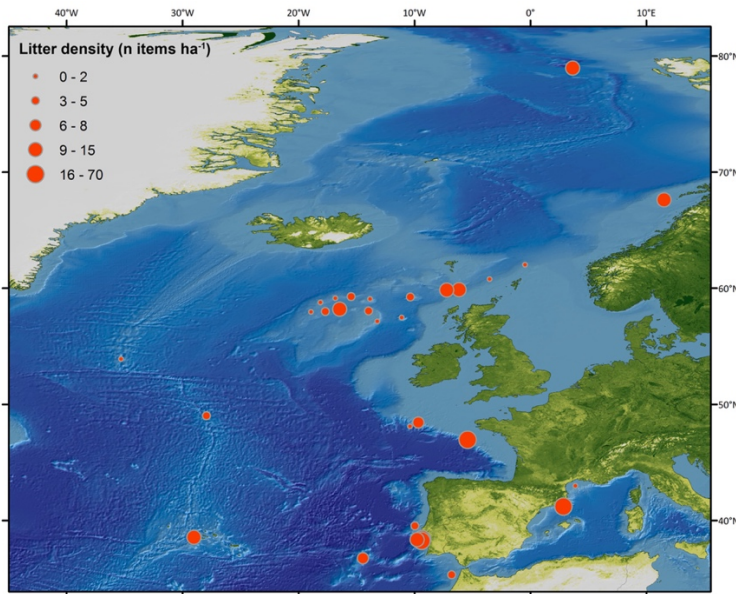 40°W 30°W 20°W 10°W 0° 10°E
Litter density (n items ha⁻¹)
0 - 2
3 - 5
6 - 8
9 - 15
16 - 70
80°N
70°N
60°N
50°N
40°N